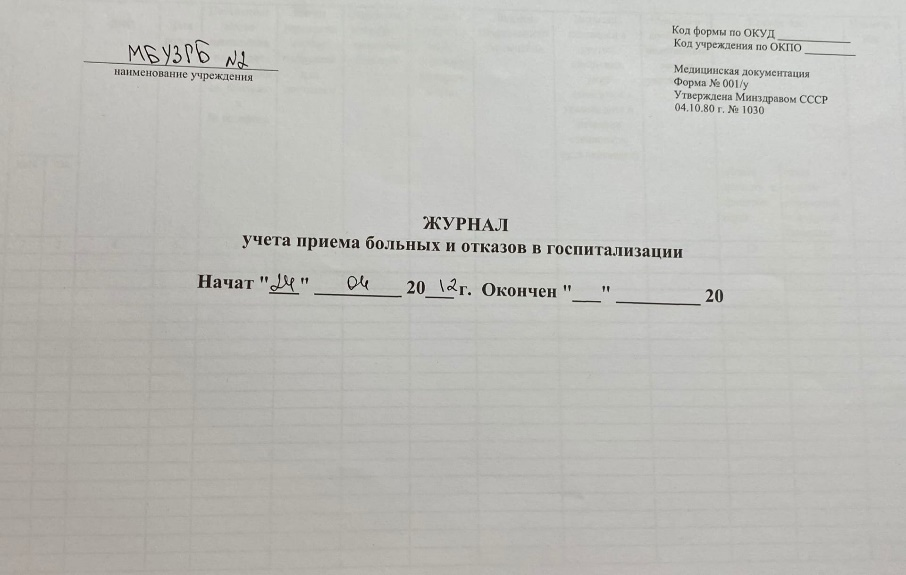 МБУЗРБ №2
наименование учреждения
Код формы по ОКУД ____________
Код учреждения по ОКПО ________
Медицинская документация
Форма № 001/у
Утверждена Минздравом СССР
04.10.80 г. № 1030
ЖУРНАЛ
учета приема больных и отказов в госпитализации
Начат "24" 04 2012г. Окончен "___" _________ 20